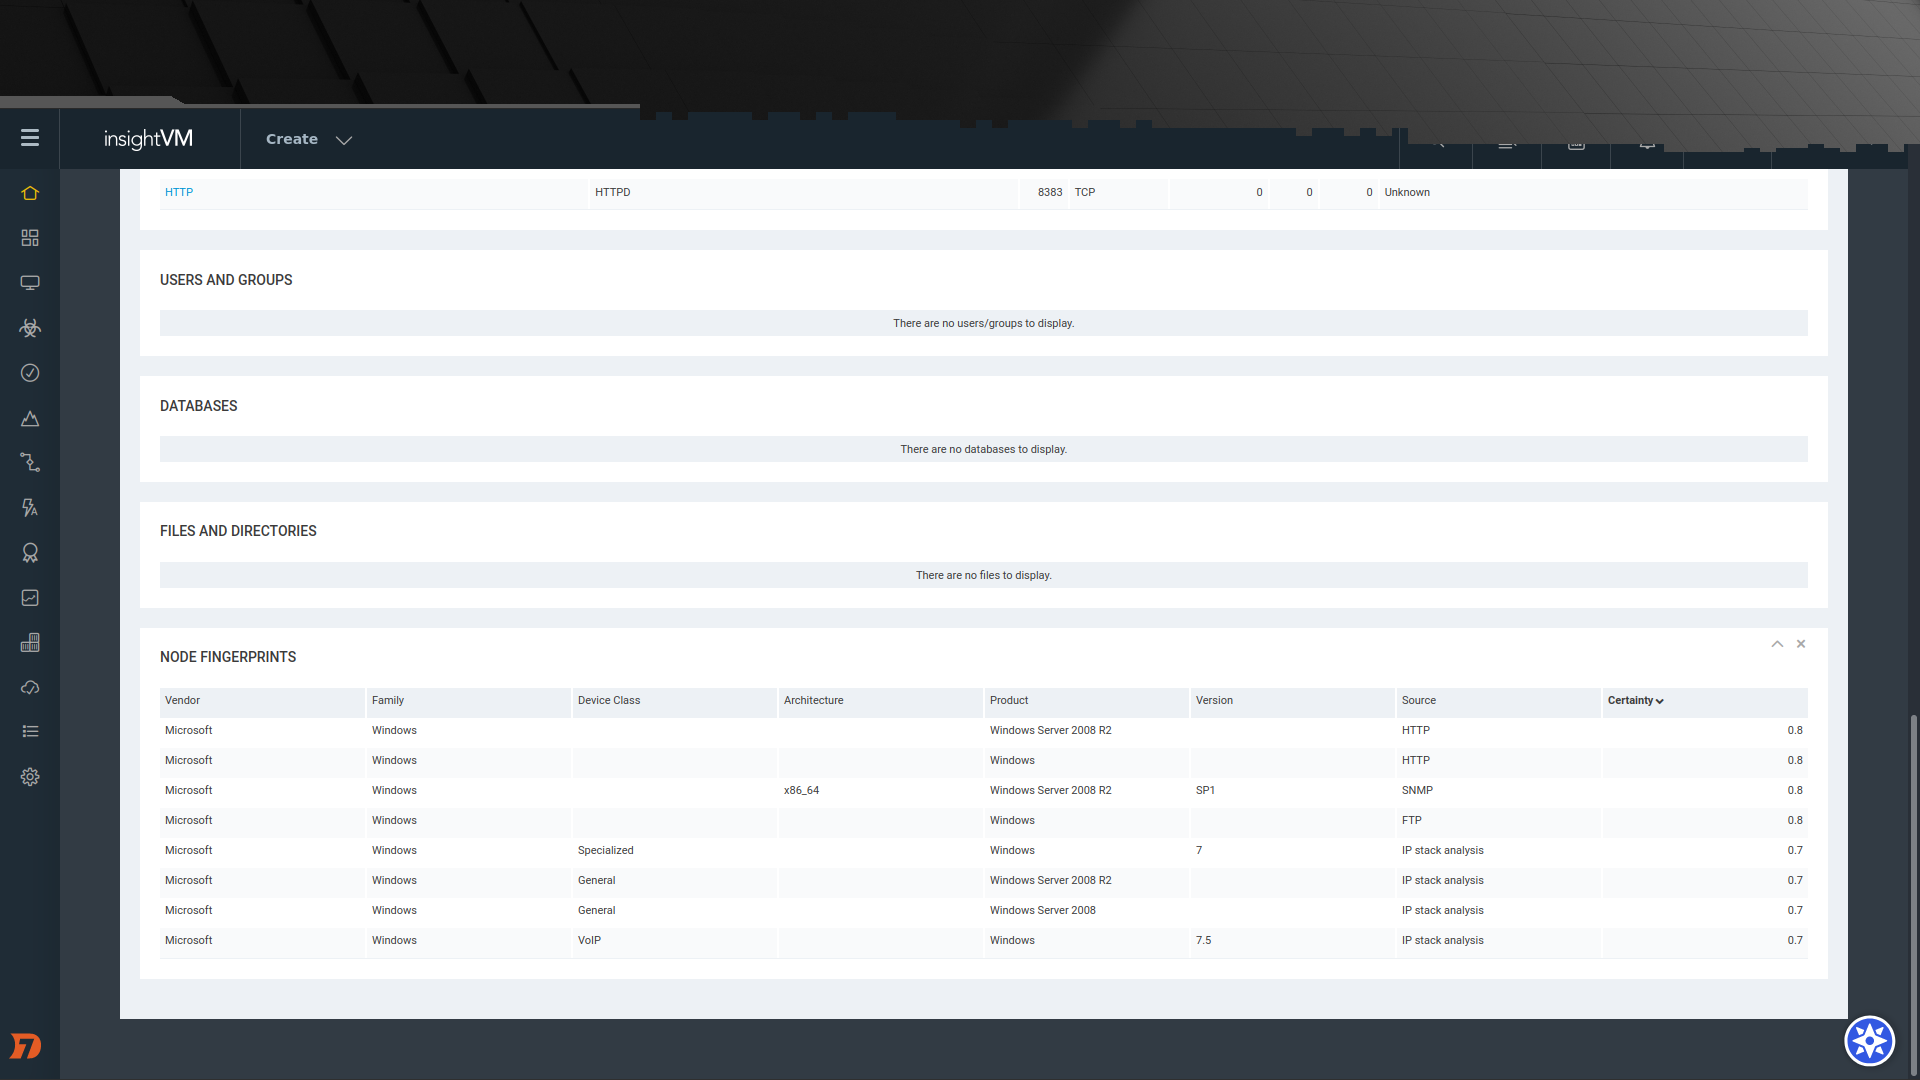 insightVM
Create
HTTP HTTPD 8383 TCP 0 0 0 Unknown
USERS AND GROUPS
There are no users/groups to display.
DATABASES
There are no databases to display.
FILES AND DIRECTORIES
There are no files to display.
NODE FINGERPRINTS
Vendor Family Device Class Architecture Product Version Source Certainty
Microsoft Windows Windows Server 2008 R2 HTTP 0.8
Microsoft Windows Windows HTTP 0.8
Microsoft Windows x86_64 Windows Server 2008 R2 SP1 SNMP 0.8
Microsoft Windows Windows FTP 0.8
Microsoft Windows Specialized Windows 7 IP stack analysis 0.7
Microsoft Windows General Windows Server 2008 R2 IP stack analysis 0.7
Microsoft Windows General Windows Server 2008 IP stack analysis 0.7
Microsoft Windows VoIP Windows 7.5 IP stack analysis 0.7